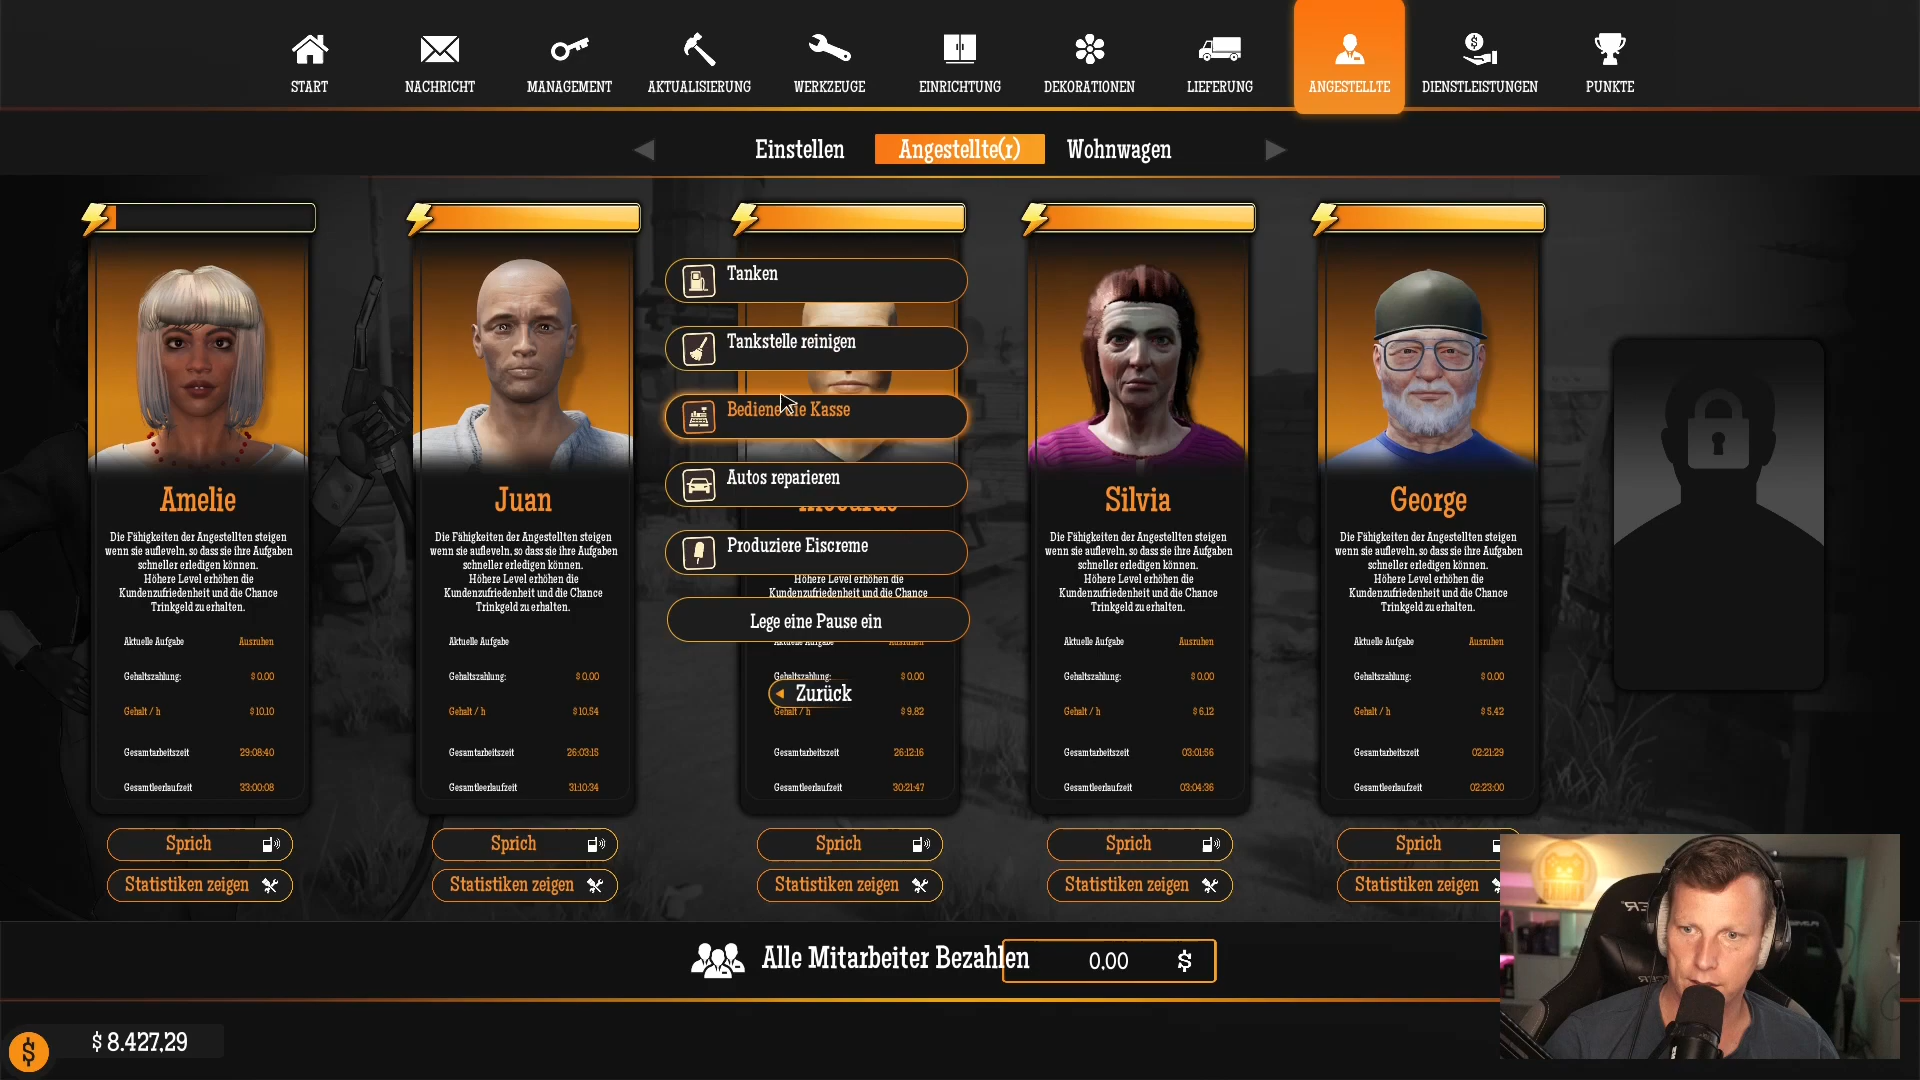 START
NACHRICHT
MANAGEMENT
AKTUALISIERUNG
WERKZEUGE
EINRICHTUNG
DEKORATIONEN
LIEFERUNG
ANGESTELLTE
DIENSTLEISTUNGEN
PUNKTE
Einstellen
Angestellte(r)
Wohnwagen
Amelie
Die Fähigkeiten der Angestellten steigen
wenn sie aufleveln, so dass sie ihre Aufgaben
schneller erledigen können.
Höhere Level erhöhen die
Kundenzufriedenheit und die Chance
Trinkgeld zu erhalten.
Aktuelle Aufgabe Ausruhen
Gehaltszahlung: $ 0.00
Gehalt / h $ 10,10
Gesamtarbeitszeit 29:08:40
Gesamtleerlaufzeit 33:00:08
Sprich
Statistiken zeigen
Juan
Die Fähigkeiten der Angestellten steigen
wenn sie aufleveln, so dass sie ihre Aufgaben
schneller erledigen können.
Höhere Level erhöhen die
Kundenzufriedenheit und die Chance
Trinkgeld zu erhalten.
Aktuelle Aufgabe
Gehaltszahlung: $ 0.00
Gehalt / h $ 10,54
Gesamtarbeitszeit 26:03:15
Gesamtleerlaufzeit 31:10:34
Sprich
Statistiken zeigen
Tanken
Tankstelle reinigen
Bediene die Kasse
Autos reparieren
Produziere Eiscreme
Höhere Level erhöhen die
Kundenzufriedenheit und die Chance
Lege eine Pause ein
Aktuelle Aufgabe Ausruhen
Gehaltszahlung: $ 0.00
Zurück
Gehalt / h $ 9,82
Gesamtarbeitszeit 26:12:16
Gesamtleerlaufzeit 30:21:47
Sprich
Statistiken zeigen
Silvia
Die Fähigkeiten der Angestellten steigen
wenn sie aufleveln, so dass sie ihre Aufgaben
schneller erledigen können.
Höhere Level erhöhen die
Kundenzufriedenheit und die Chance
Trinkgeld zu erhalten.
Aktuelle Aufgabe Ausruhen
Gehaltszahlung: $ 0.00
Gehalt / h $ 6,12
Gesamtarbeitszeit 03:01:56
Gesamtleerlaufzeit 03:04:36
Sprich
Statistiken zeigen
George
Die Fähigkeiten der Angestellten steigen
wenn sie aufleveln, so dass sie ihre Aufgaben
schneller erledigen können.
Höhere Level erhöhen die
Kundenzufriedenheit und die Chance
Trinkgeld zu erhalten.
Aktuelle Aufgabe Ausruhen
Gehaltszahlung: $ 0.00
Gehalt / h $ 5,42
Gesamtarbeitszeit 02:21:29
Gesamtleerlaufzeit 02:23:00
Sprich
Statistiken zeigen
Alle Mitarbeiter Bezahlen 0,00 $
$ $ 8.427,29